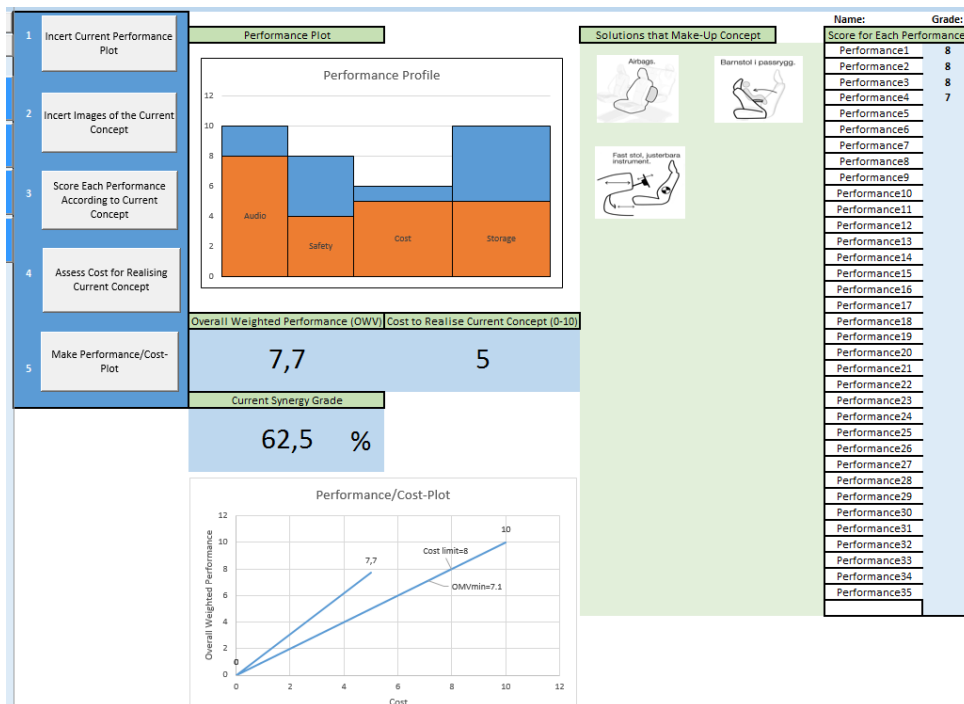 1
Incert Current Performance
Plot
2
Incert Images of the Current
Concept
3
Score Each Performance
According to Current
Concept
4
Assess Cost for Realising
Current Concept
5
Make Performance/Cost-
Plot
Performance Plot
Performance Profile
12
10
8
6
4
2
0
Audio
Safety
Cost
Storage
Overall Weighted Performance (OWV)
Cost to Realise Current Concept (0-10)
7,7
5
Current Synergy Grade
62,5 %
Performance/Cost-Plot
Overall Weighted Performance
12
10
8
6
4
2
0
0
7,7
10
Cost limit=8
OMVmin=7.1
0 2 4 6 8 10 12
Cost
Solutions that Make-Up Concept
Airbags.
Barnstol i passrygg.
Fast stol, justerbara
instrument.
Name: Grade:
Score for Each Performance
Performance1 8
Performance2 8
Performance3 8
Performance4 7
Performance5
Performance6
Performance7
Performance8
Performance9
Performance10
Performance11
Performance12
Performance13
Performance14
Performance15
Performance16
Performance17
Performance18
Performance19
Performance20
Performance21
Performance22
Performance23
Performance24
Performance25
Performance26
Performance27
Performance28
Performance29
Performance30
Performance31
Performance32
Performance33
Performance34
Performance35